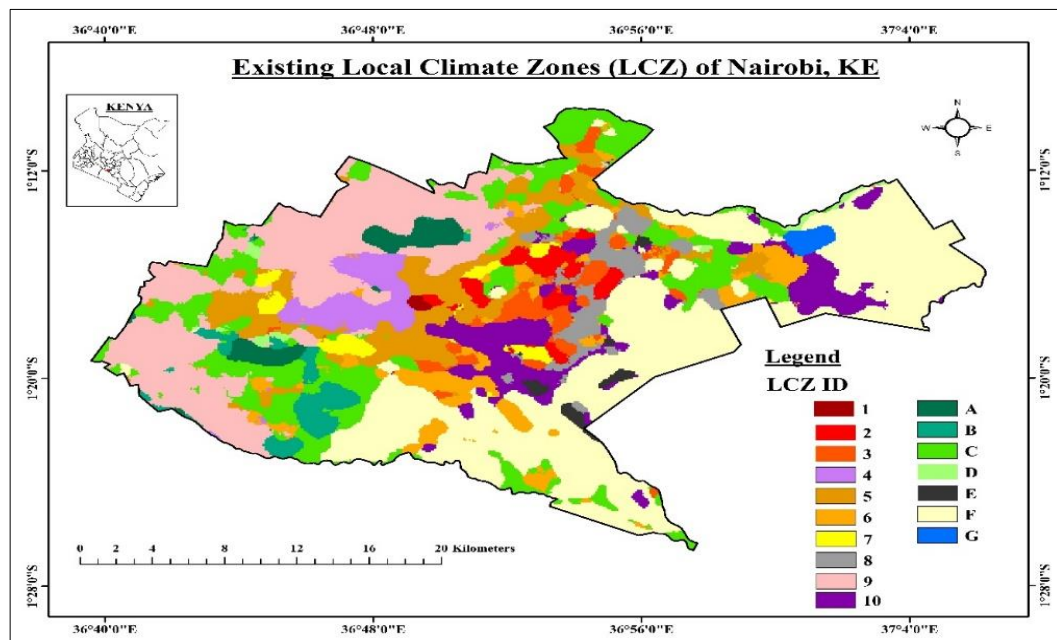 36°40'0"E 36°48'0"E 36°56'0"E 37°4'0"E
Existing Local Climate Zones (LCZ) of Nairobi, KE
KENYA
N
W E
S
1°12'0"S 1°12'0"S
1°20'0"S 1°20'0"S
Legend
LCZ ID
1 A
2 B
3 C
4 D
5 E
6 F
7 G
8
9
10
0 2 4 8 12 16 20 Kilometers
1°28'0"S 1°28'0"S
36°40'0"E 36°48'0"E 36°56'0"E 37°4'0"E